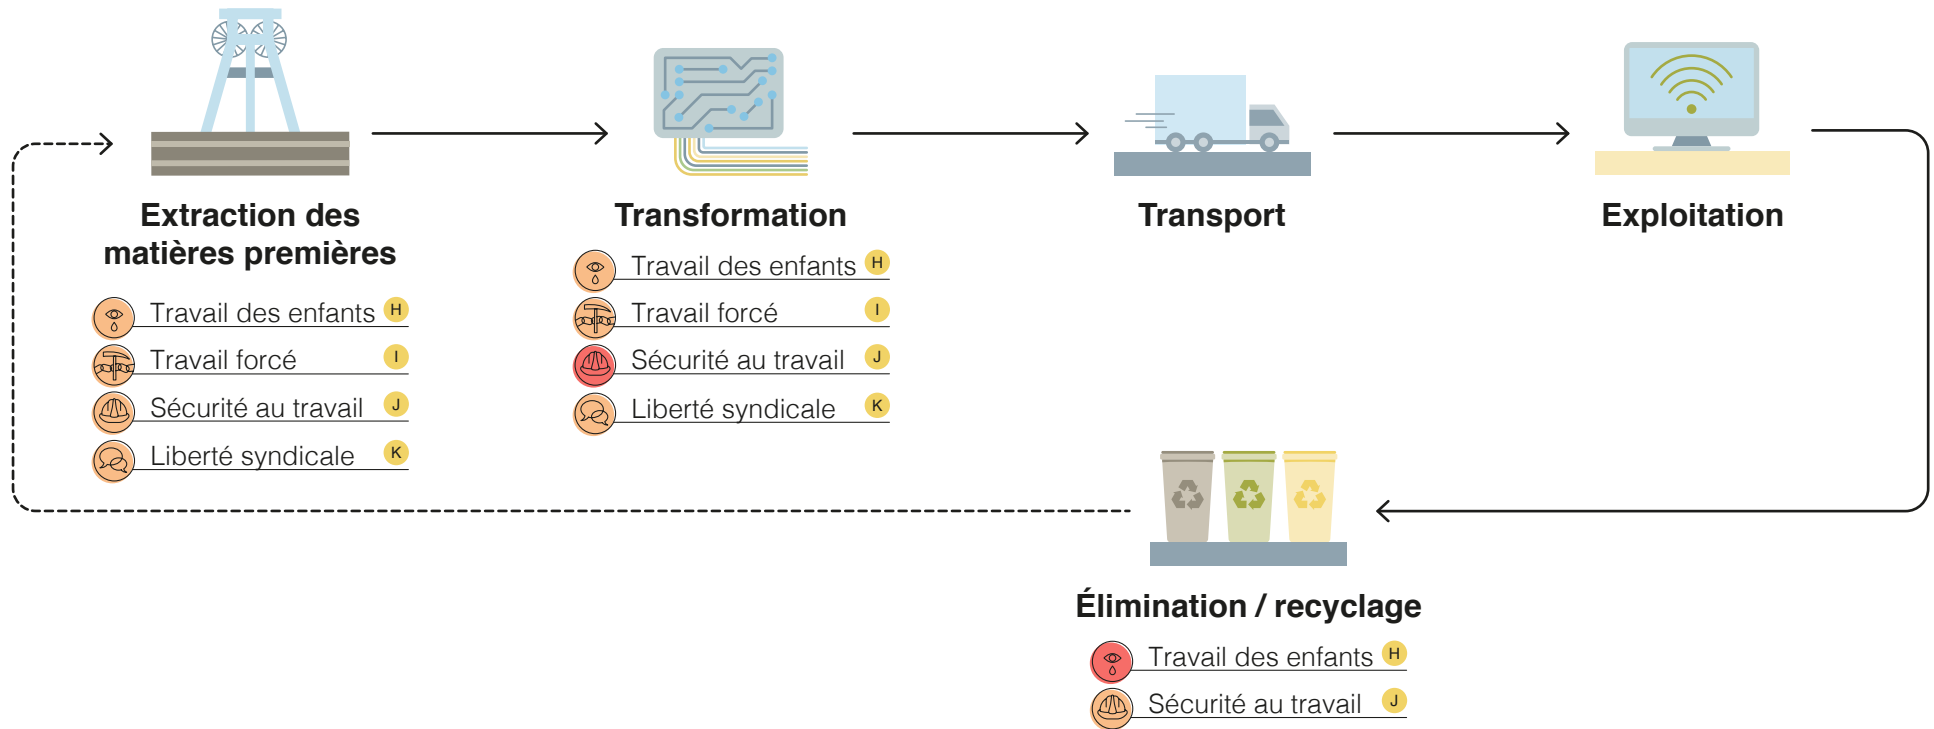 Extraction des
matières premières
Travail des enfants H
Travail forcé I
Sécurité au travail J
Liberté syndicale K
Transformation
Travail des enfants H
Travail forcé I
Sécurité au travail J
Liberté syndicale K
Transport
Exploitation
Élimination / recyclage
Travail des enfants H
Sécurité au travail J